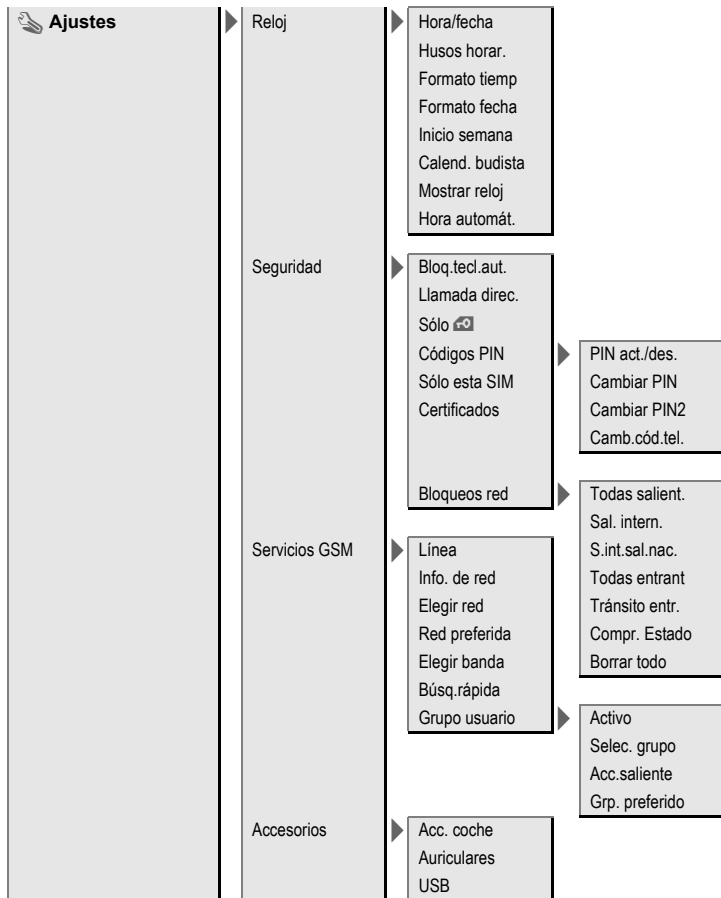 Ajustes
Reloj
Hora/fecha
Husos horar.
Formato tiemp
Formato fecha
Inicio semana
Calend. budista
Mostrar reloj
Hora automát.
Seguridad
Bloq.tecl.aut.
Llamada direc.
Sólo
Códigos PIN
PIN act./des.
Cambiar PIN
Cambiar PIN2
Camb.cód.tel.
Sólo esta SIM
Certificados
Bloqueos red
Todas salient.
Sal. intern.
S.int.sal.nac.
Todas entrant
Tránsito entr.
Compr. Estado
Borrar todo
Servicios GSM
Línea
Info. de red
Elegir red
Red preferida
Elegir banda
Búsq.rápida
Grupo usuario
Activo
Selec. grupo
Acc.saliente
Grp. preferido
Accesorios
Acc. coche
Auriculares
USB